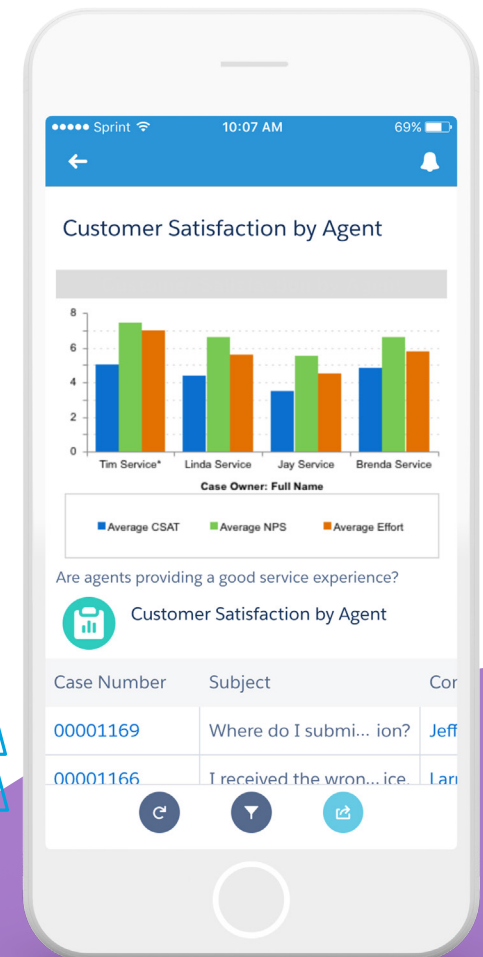 Sprint 10:07 AM 69%
Customer Satisfaction by Agent
8
6
4
2
0
Tim Service* Linda Service Jay Service Brenda Service
Case Owner: Full Name
Average CSAT Average NPS Average Effort
Are agents providing a good service experience?
Customer Satisfaction by Agent
Case Number Subject Cor
00001169 Where do I submi... ion? Jeff
00001166 I received the wron... ice. Larr